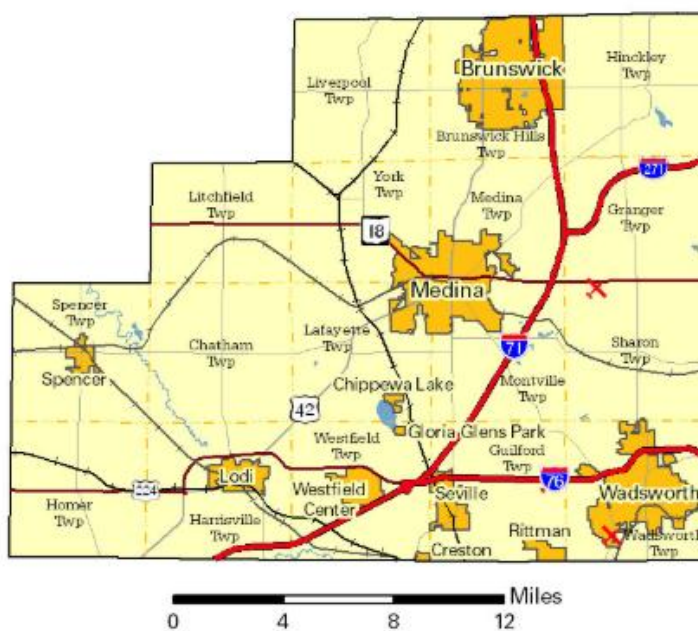 Brunswick
Hinckley
Twp
Liverpool
Twp
Brunswick Hills
Twp
271
York
Twp
Medina
Twp
Litchfield
Twp
Granger
Twp
18
Medina
Spencer
Twp
Lafayette
Twp
Chatham
Twp
71
Sharon
Twp
Spencer
Chippewa Lake
Montville
Twp
42
Gloria Glens Park
Westfield
Twp
Guilford
Twp
Lodi
76
224
Westfield
Center
Seville
Wadsworth
Homer
Twp
Harrisville
Twp
Rittman
Creston
Wadsworth
Twp
Miles
0 4 8 12